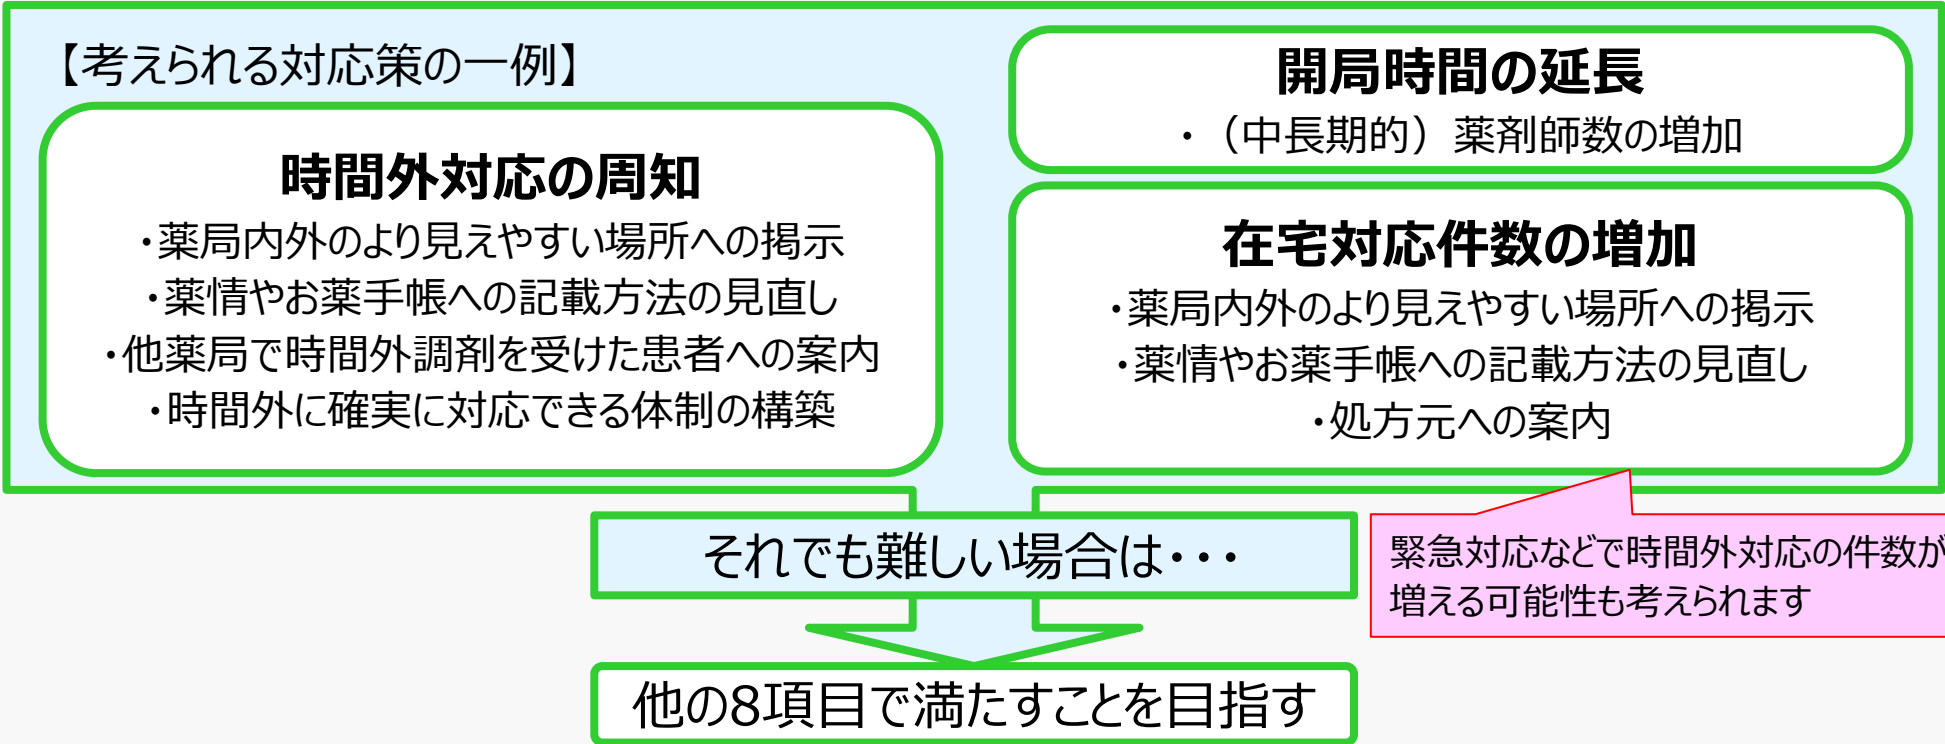 【考えられる対応策の一例】
時間外対応の周知
・薬局内外のより見えやすい場所への掲示
・薬情やお薬手帳への記載方法の見直し
・他薬局で時間外調剤を受けた患者への案内
・時間外に確実に対応できる体制の構築
開局時間の延長
・（中長期的）薬剤師数の増加
在宅対応件数の増加
・薬局内外のより見えやすい場所への掲示
・薬情やお薬手帳への記載方法の見直し
・処方元への案内
緊急対応などで時間外対応の件数が
増える可能性も考えられます
それでも難しい場合は・・・
他の8項目で満たすことを目指す